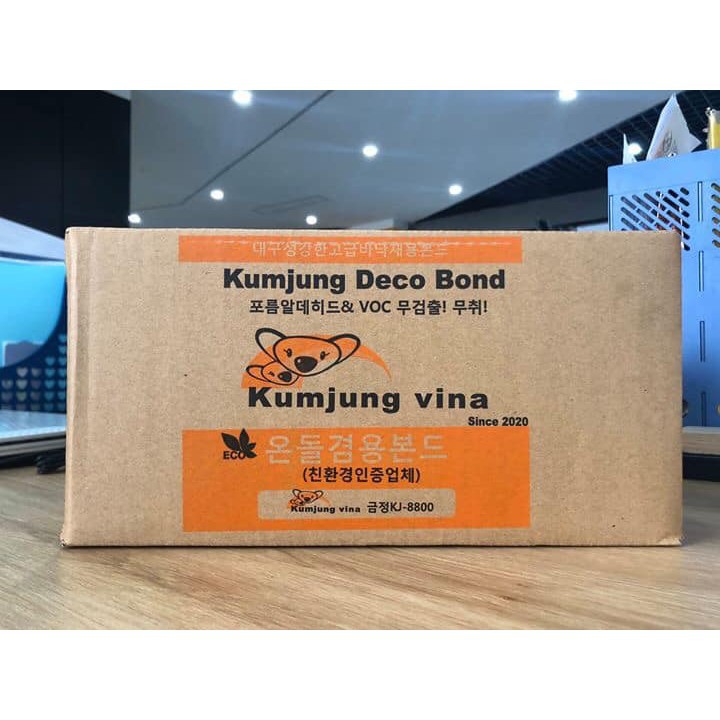 대구생강한고급바닥재용본드
Kumjung Deco Bond
포름알데히드& VOC 무검출! 무취!
Kumjung vina
Since 2020
ECO 온돌겸용본드
(친환경인증업체)
Kumjung vina 금정KJ-8800